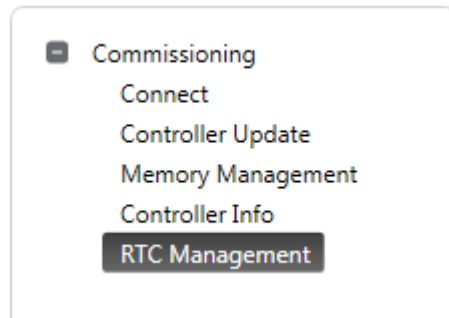 Commissioning
Connect
Controller Update
Memory Management
Controller Info
RTC Management